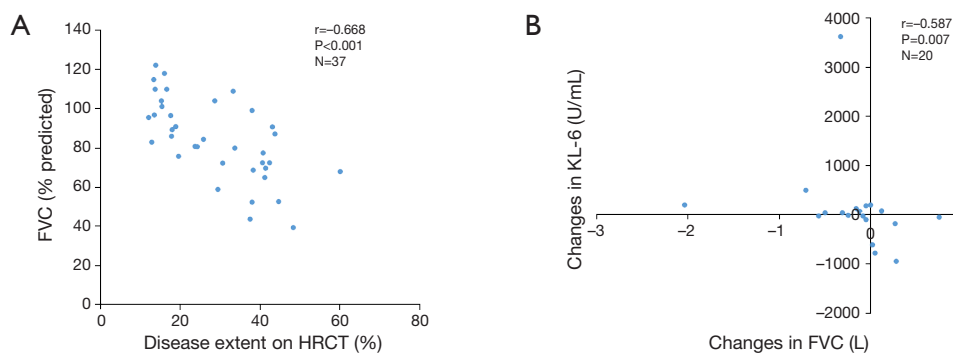 A
r=−0.668
P<0.001
N=37
140
120
100
80
60
40
20
0
FVC (% predicted)
0 20 40 60 80
Disease extent on HRCT (%)
B
r=−0.587
P=0.007
N=20
4000
3000
2000
1000
0
−1000
−2000
Changes in KL-6 (U/mL)
−3 −2 −1 0
Changes in FVC (L)